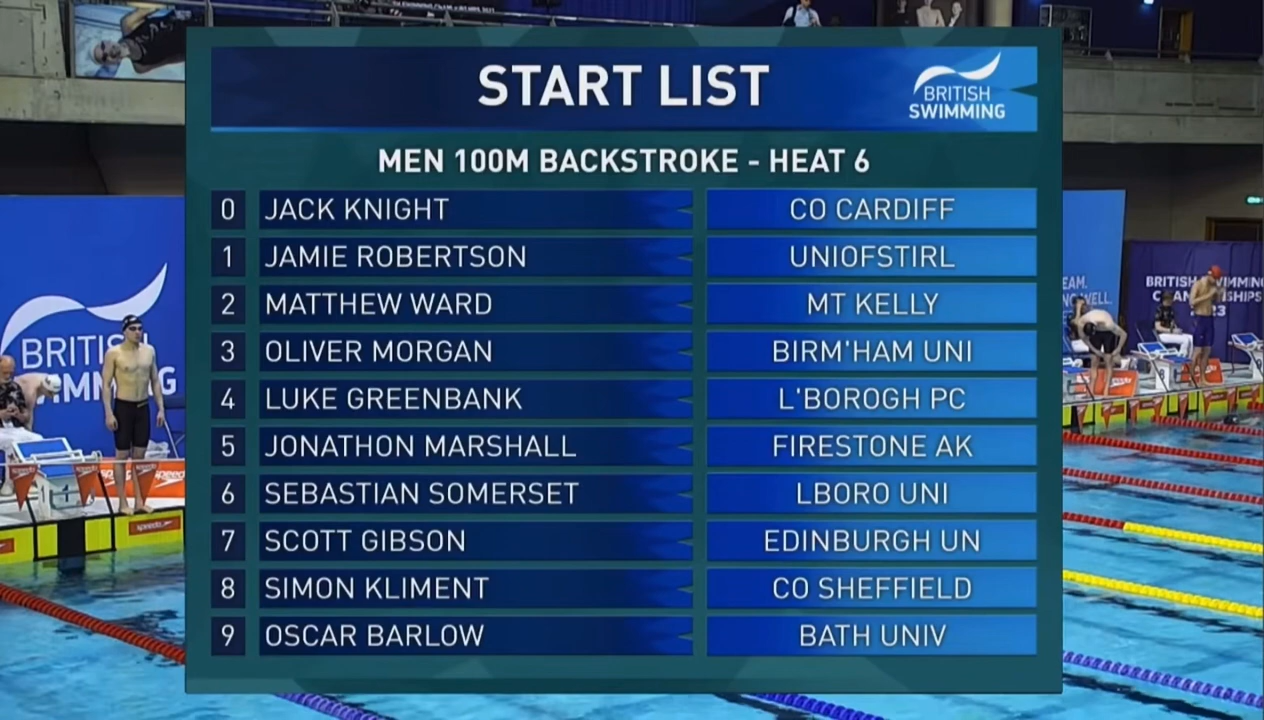 START LIST
BRITISH
SWIMMING
MEN 100M BACKSTROKE - HEAT 6
0 JACK KNIGHT CO CARDIFF
1 JAMIE ROBERTSON UNIOFSTIRL
2 MATTHEW WARD MT KELLY
3 OLIVER MORGAN BIRM'HAM UNI
4 LUKE GREENBANK L'BOROGH PC
5 JONATHON MARSHALL FIRESTONE AK
6 SEBASTIAN SOMERSET LBORO UNI
7 SCOTT GIBSON EDINBURGH UN
8 SIMON KLIMENT CO SHEFFIELD
9 OSCAR BARLOW BATH UNIV
BRITISH
speedo
speedo
speedo